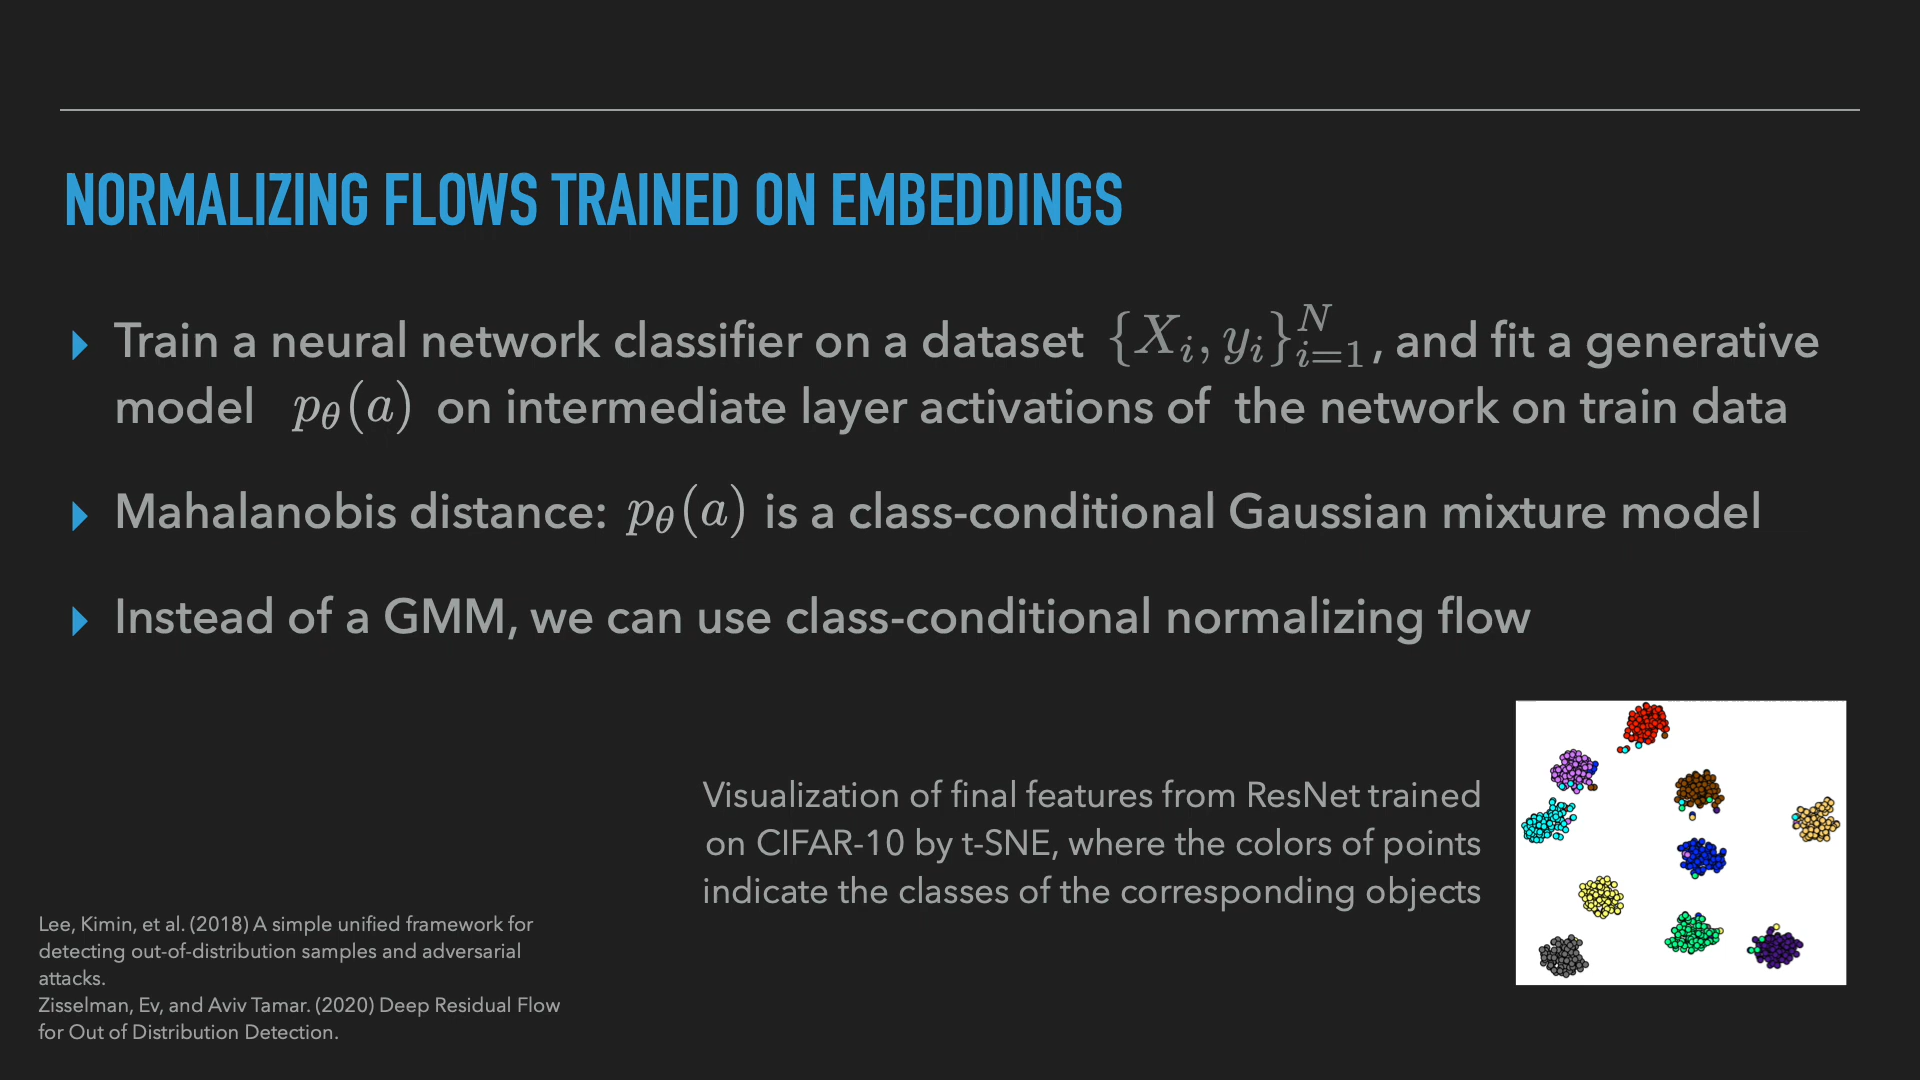 NORMALIZING FLOWS TRAINED ON EMBEDDINGS
Train a neural network classifier on a dataset $\{X_i, y_i\}_{i=1}^{N}$, and fit a generative
model $p_\theta(a)$ on intermediate layer activations of the network on train data
Mahalanobis distance: $p_\theta(a)$ is a class-conditional Gaussian mixture model
Instead of a GMM, we can use class-conditional normalizing flow
Visualization of final features from ResNet trained
on CIFAR-10 by t-SNE, where the colors of points
indicate the classes of the corresponding objects
Lee, Kimin, et al. (2018) A simple unified framework for
detecting out-of-distribution samples and adversarial
attacks.
Zisselman, Ev, and Aviv Tamar. (2020) Deep Residual Flow
for Out of Distribution Detection.